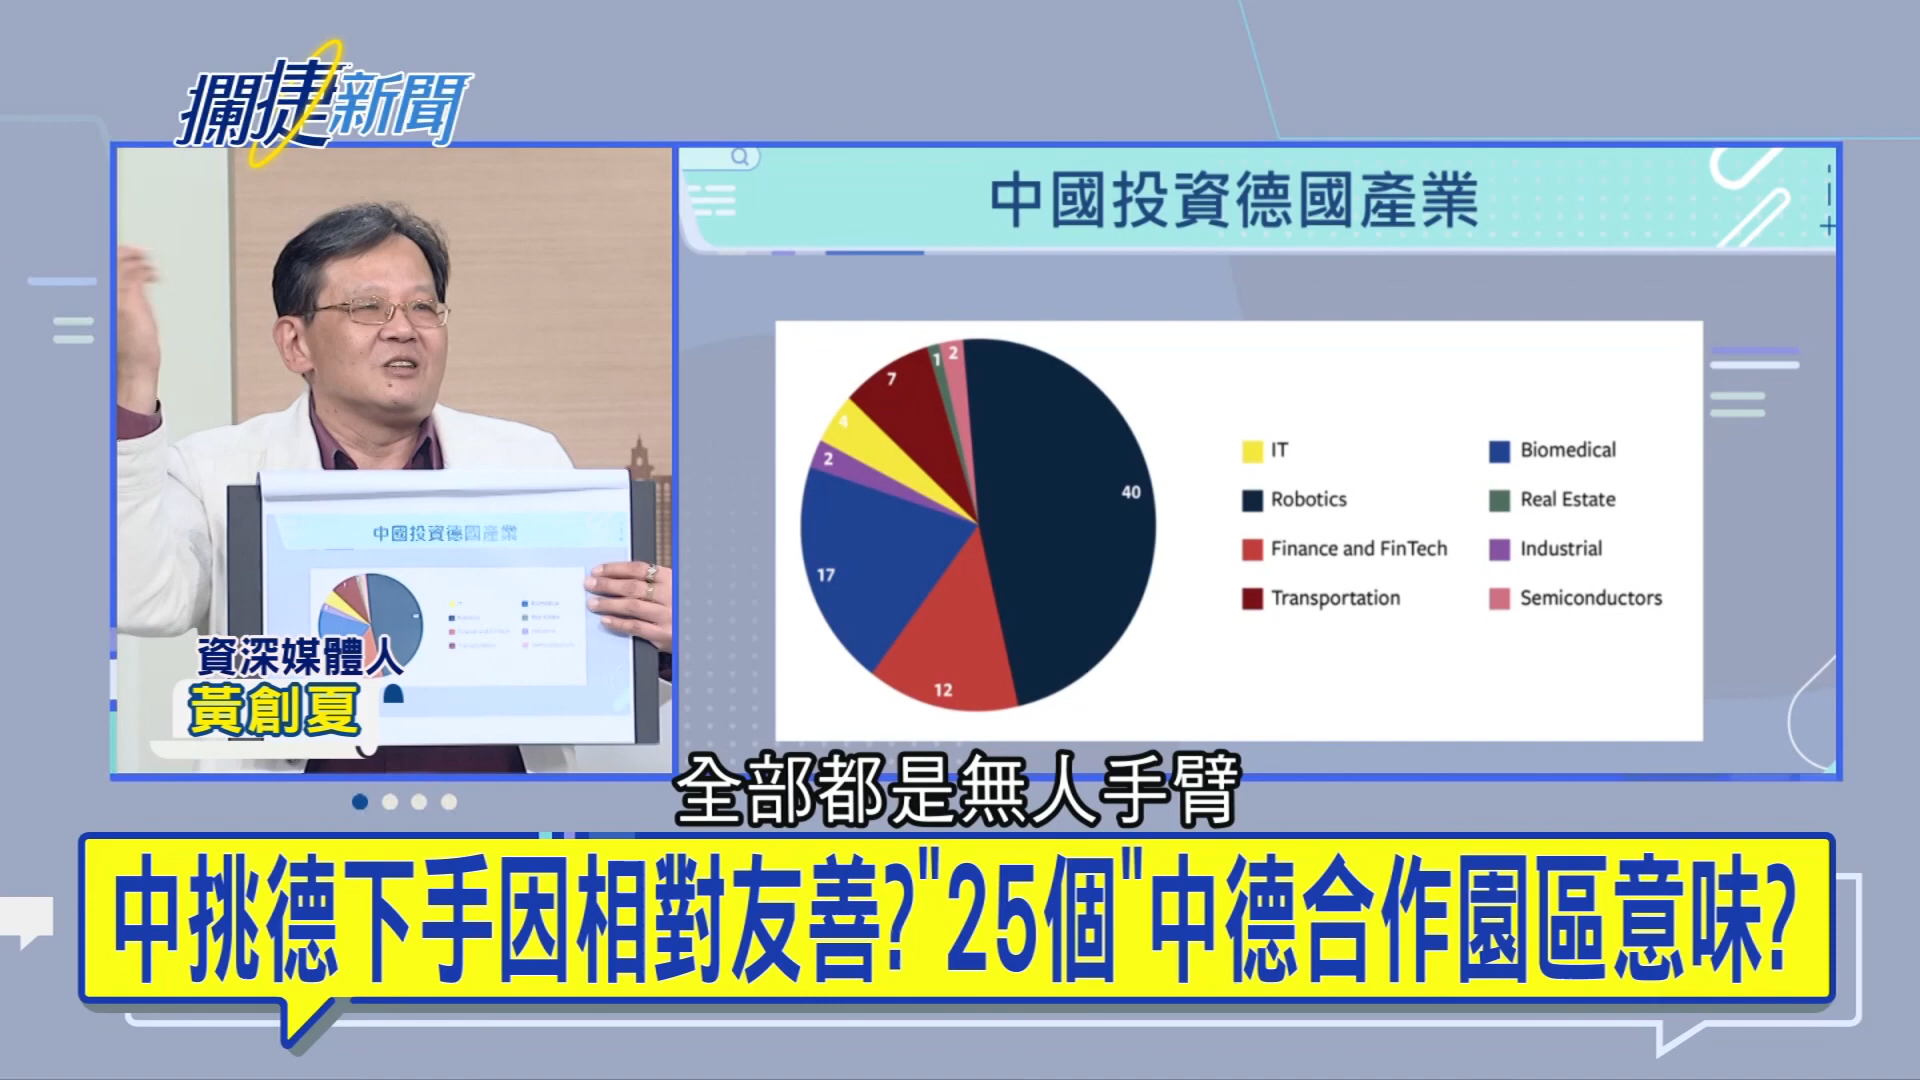 攔捷新聞
中國投資德國產業
2
1
7
4
2
40
17
12
IT
Biomedical
Robotics
Real Estate
Finance and FinTech
Industrial
Transportation
Semiconductors
中國投資德國產業
資深媒體人
黃創夏
全部都是無人手臂
中挑德下手因相對友善?"25個"中德合作園區意味?